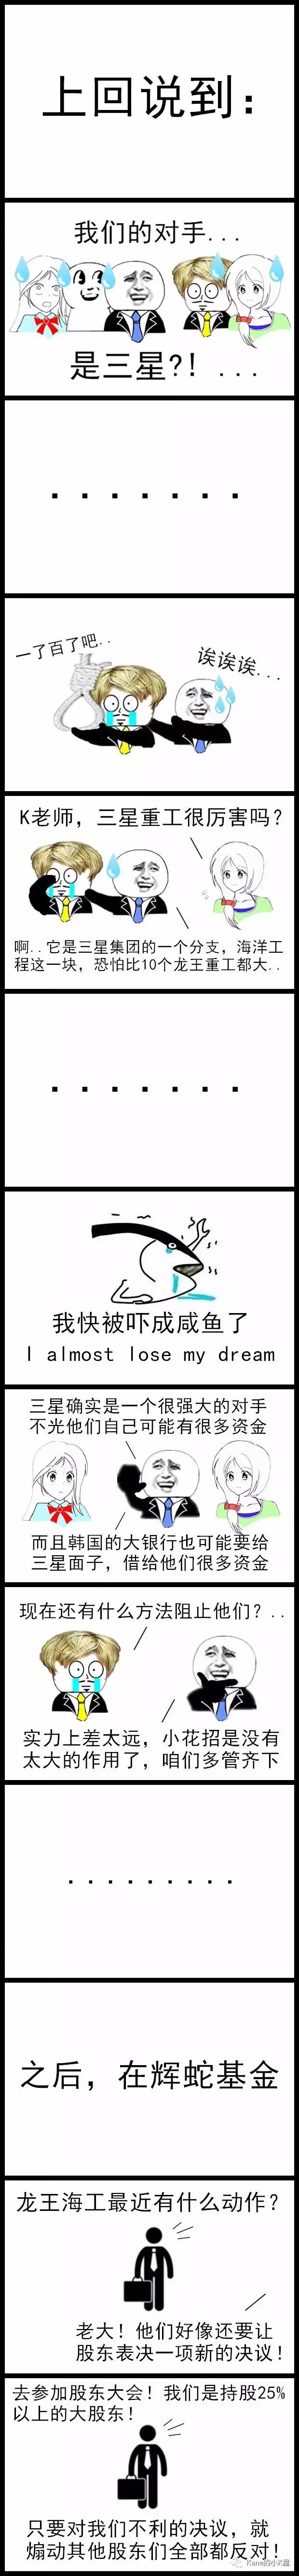 上回说到：
我们的对手...
是三星?! ...
. . . . . . .
一了百了吧..
诶诶诶...
K老师，三星重工很厉害吗？
啊..它是三星集团的一个分支，海洋工
程这一块，恐怕比10个龙王重工都大..
. . . . . . .
我快被吓成咸鱼了
I almost lose my dream
三星确实是一个很强大的对手
不光他们自己可能有很多资金
而且韩国的大银行也可能要给
三星面子，借给他们很多资金
现在还有什么方法阻止他们？..
实力上差太远，小花招是没有
太大的作用了，咱们多管齐下
. . . . . . . . .
之后，在辉蛇基金
龙王海工最近有什么动作？
老大！他们好像还要让
股东表决一项新的决议！
去参加股东大会！我们是持股25%
以上的大股东！
只要对我们不利的决议，就
煽动其他股东们全部都反对！